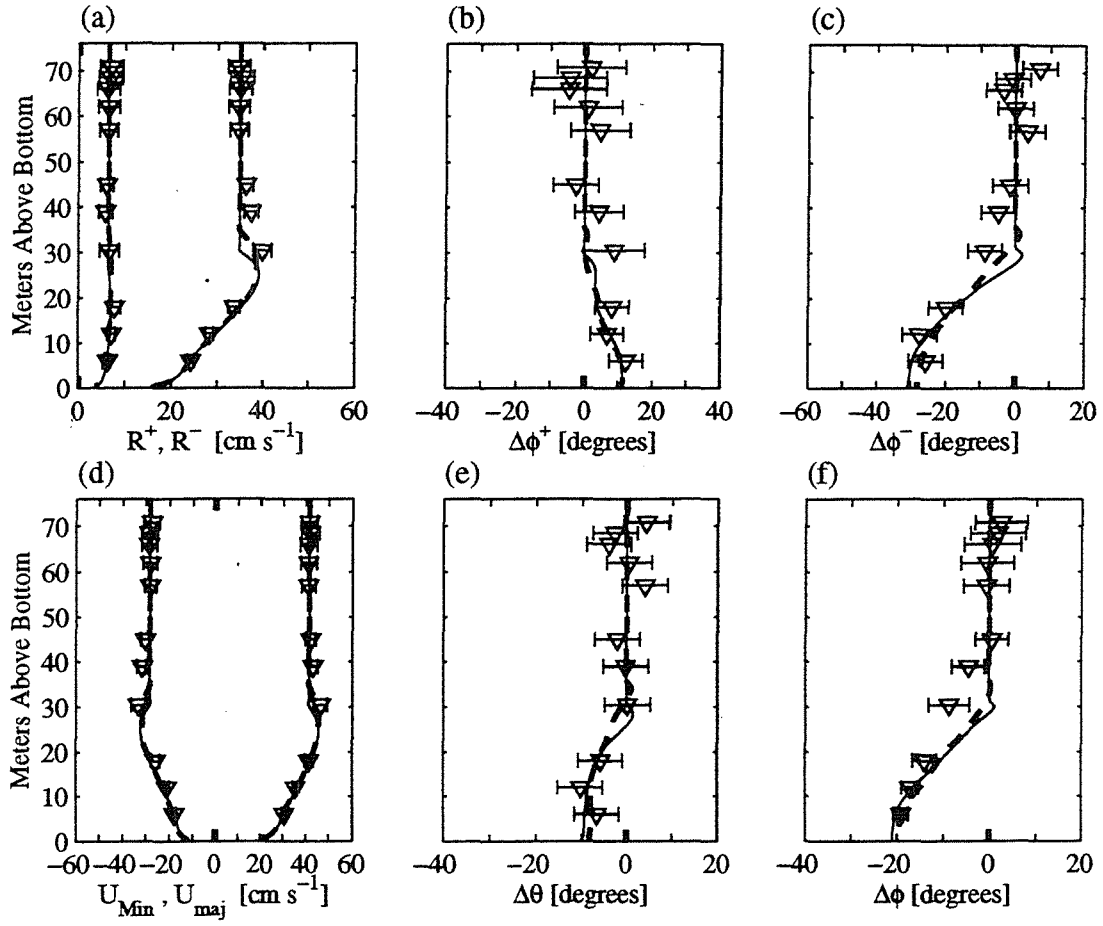 (a)
(b)
(c)
Meters Above Bottom
70
60
50
40
30
20
10
0
0 20 40 60
−40 −20 0 20 40
−60 −40 −20 0 20
R⁺, R⁻ [cm s⁻¹]
Δϕ⁺ [degrees]
Δϕ⁻ [degrees]
(d)
(e)
(f)
Meters Above Bottom
70
60
50
40
30
20
10
0
−60 −40 −20 0 20 40 60
−40 −20 0 20
−40 −20 0 20
U_Min , U_maj [cm s⁻¹]
Δθ [degrees]
Δϕ [degrees]